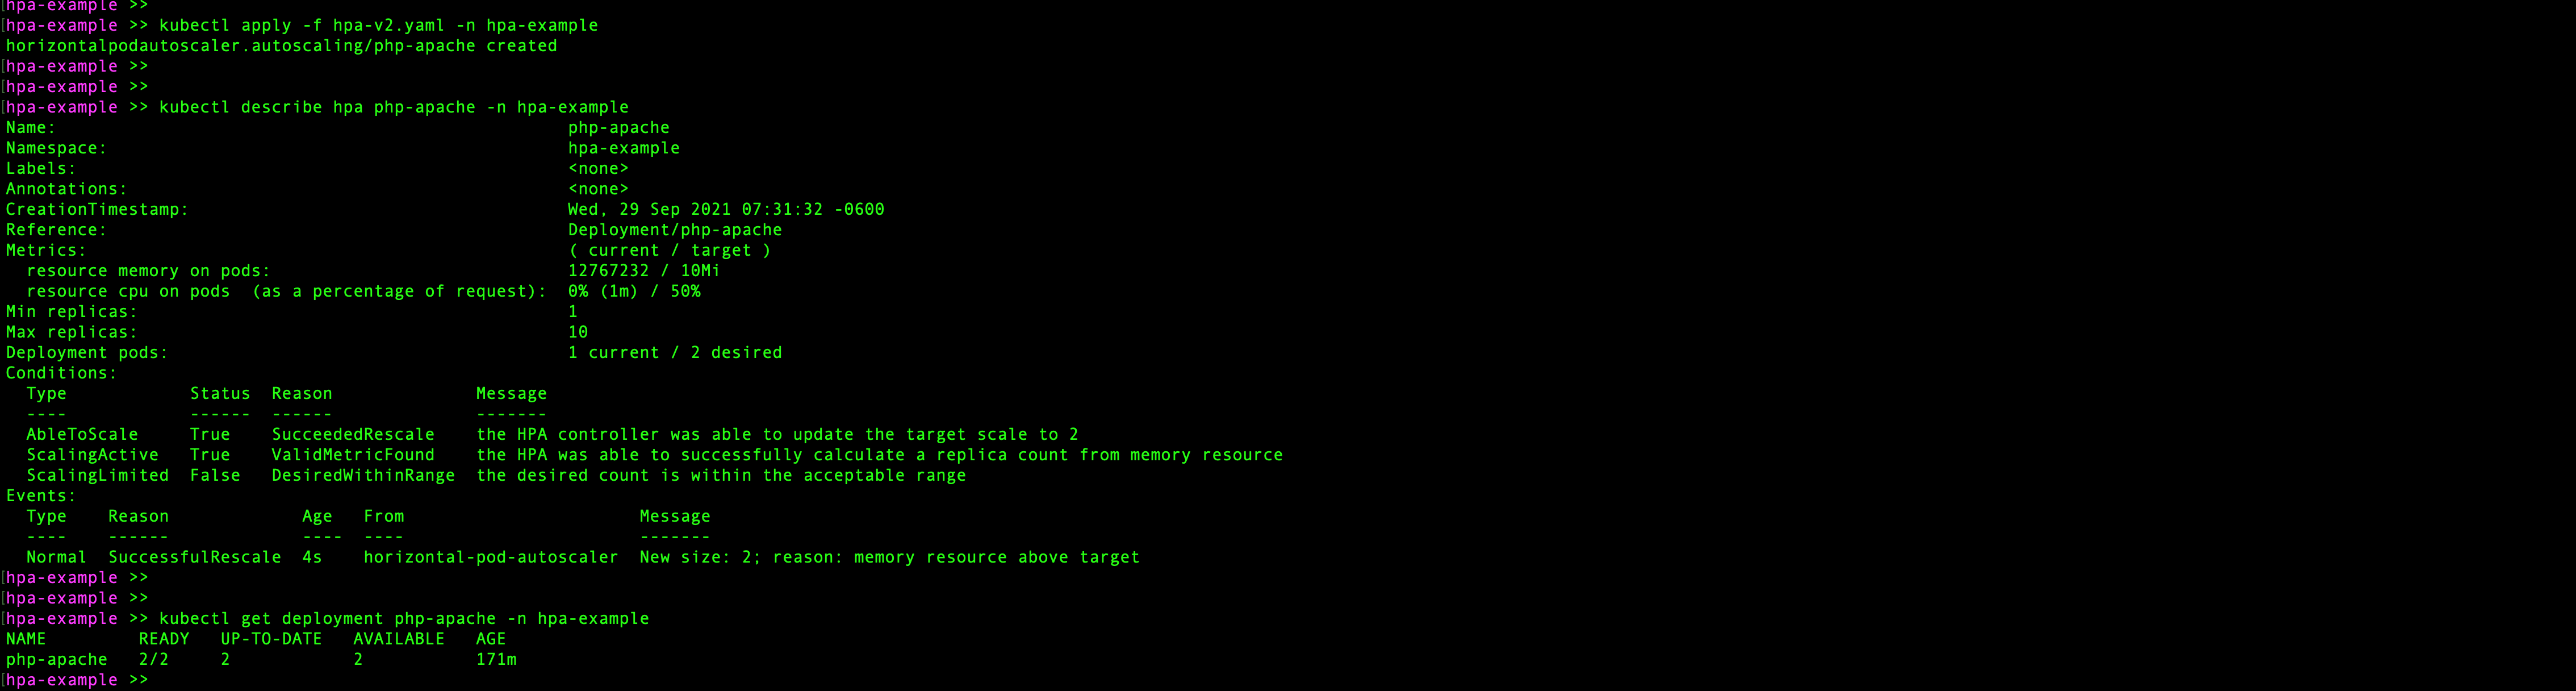 [hpa-example >>
[hpa-example >> kubectl apply -f hpa-v2.yaml -n hpa-example
horizontalpodautoscaler.autoscaling/php-apache created
[hpa-example >>
[hpa-example >>
[hpa-example >> kubectl describe hpa php-apache -n hpa-example
Name:                                                  php-apache
Namespace:                                             hpa-example
Labels:                                                <none>
Annotations:                                           <none>
CreationTimestamp:                                     Wed, 29 Sep 2021 07:31:32 -0600
Reference:                                             Deployment/php-apache
Metrics:                                               ( current / target )
  resource memory on pods:                             12767232 / 10Mi
  resource cpu on pods  (as a percentage of request):  0% (1m) / 50%
Min replicas:                                          1
Max replicas:                                          10
Deployment pods:                                       1 current / 2 desired
Conditions:
  Type            Status  Reason              Message
  ----            ------  ------              -------
  AbleToScale     True    SucceededRescale    the HPA controller was able to update the target scale to 2
  ScalingActive   True    ValidMetricFound    the HPA was able to successfully calculate a replica count from memory resource
  ScalingLimited  False   DesiredWithinRange  the desired count is within the acceptable range
Events:
  Type    Reason             Age   From                       Message
  ----    ------             ----  ----                       -------
  Normal  SuccessfulRescale  4s    horizontal-pod-autoscaler  New size: 2; reason: memory resource above target
[hpa-example >>
[hpa-example >>
[hpa-example >> kubectl get deployment php-apache -n hpa-example
NAME         READY   UP-TO-DATE   AVAILABLE   AGE
php-apache   2/2     2            2           171m
[hpa-example >>